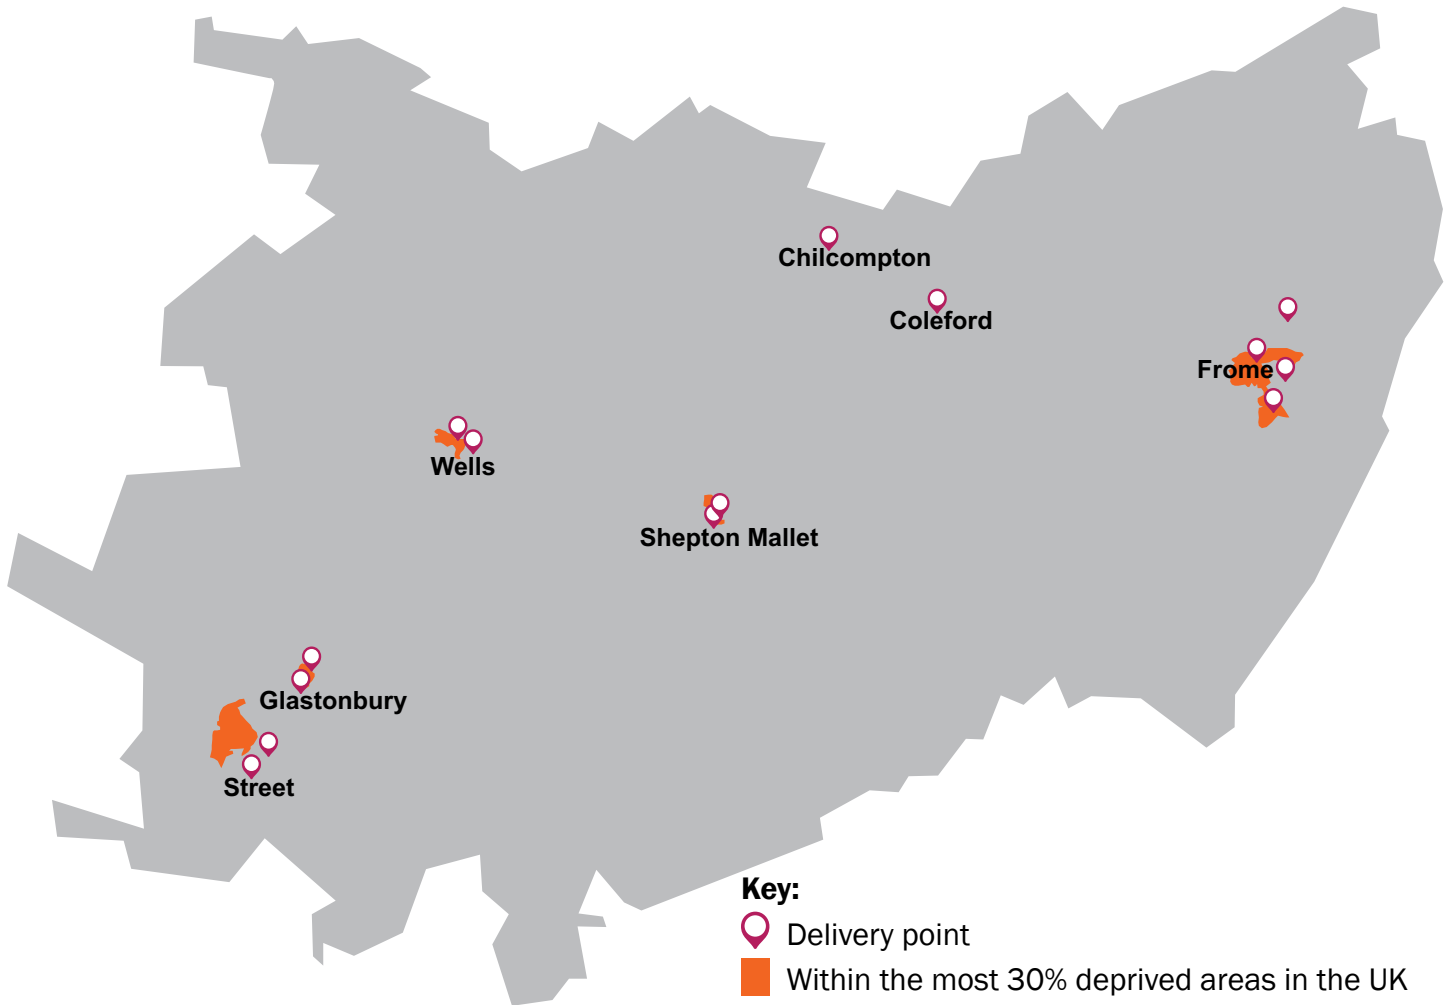 Chilcompton
Coleford
Frome
Wells
Shepton Mallet
Glastonbury
Street
Key:
Delivery point
Within the most 30% deprived areas in the UK